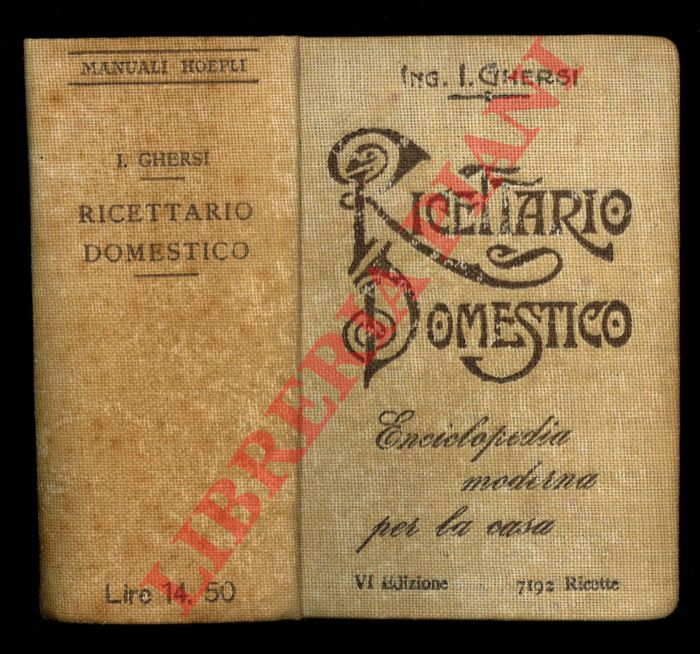 MANUALI HOEPLI
I. GHERSI
RICETTARIO
DOMESTICO
Lire 14. 50
ING. I. GHERSI
RICETTARIO
DOMESTICO
Enciclopedia
moderna
per la casa
VI Edizione 7192 Ricette
LIBRERIA PIANI